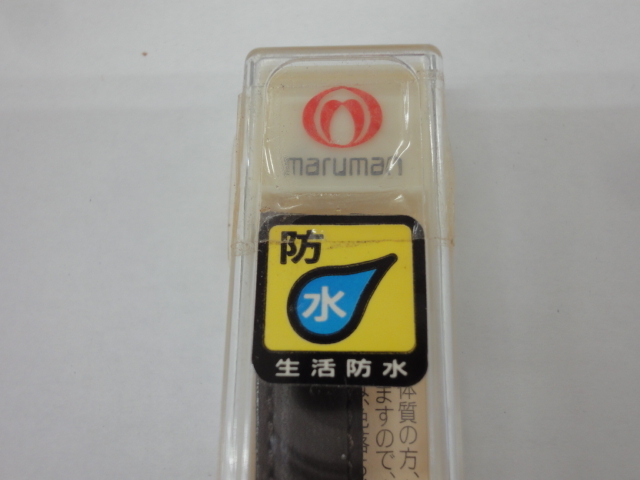 maruman
防
水
生活防水
体質の方、
ますので、